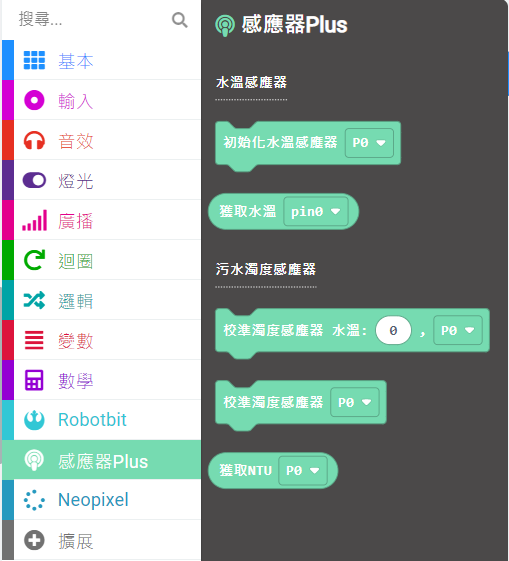 搜尋...
基本
輸入
音效
燈光
廣播
迴圈
邏輯
變數
數學
Robotbit
感應器Plus
Neopixel
擴展
感應器Plus
水溫感應器
初始化水溫感應器 P0
獲取水溫 pin0
污水濁度感應器
校準濁度感應器 水溫: 0 , P0
校準濁度感應器 P0
獲取NTU P0